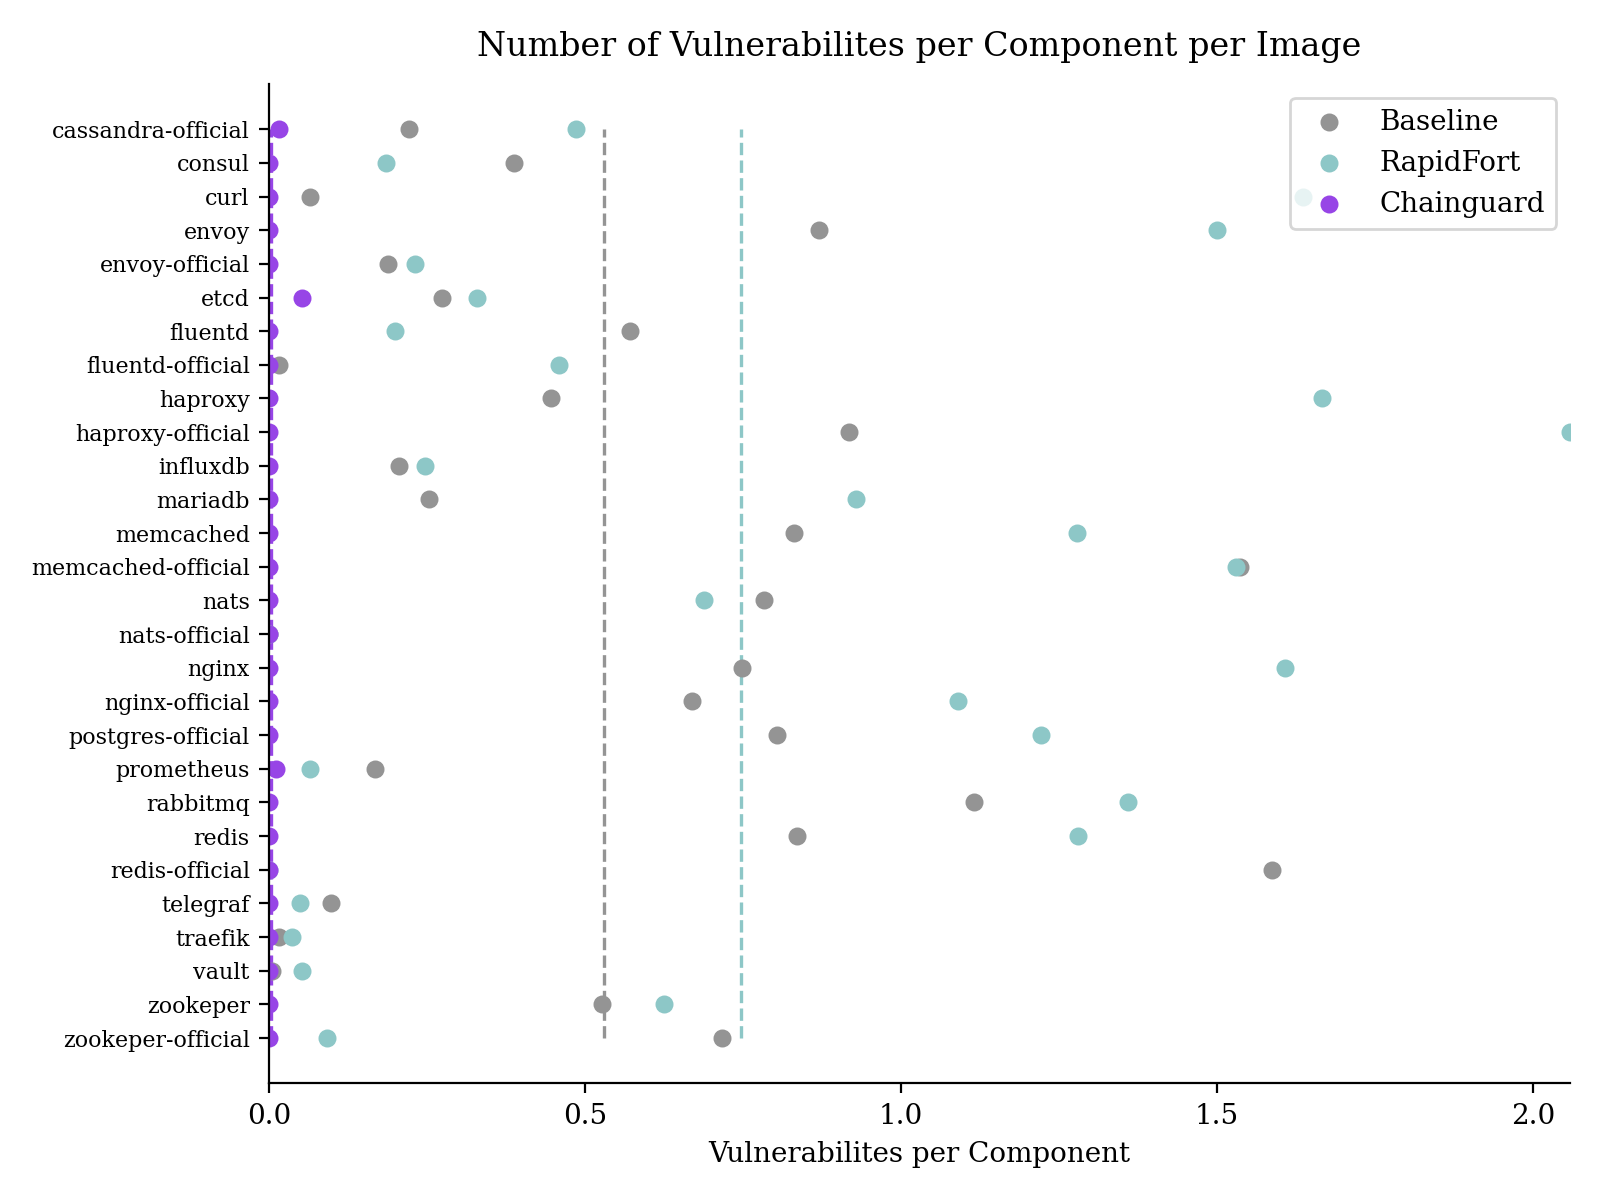 Number of Vulnerabilites per Component per Image
Baseline
RapidFort
Chainguard
cassandra-official
consul
curl
envoy
envoy-official
etcd
fluentd
fluentd-official
haproxy
haproxy-official
influxdb
mariadb
memcached
memcached-official
nats
nats-official
nginx
nginx-official
postgres-official
prometheus
rabbitmq
redis
redis-official
telegraf
traefik
vault
zookeper
zookeper-official
0.0 0.5 1.0 1.5 2.0
Vulnerabilites per Component